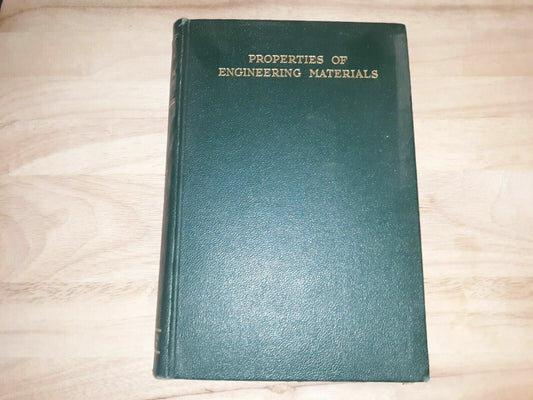 PROPERTIES OF
ENGINEERING MATERIALS